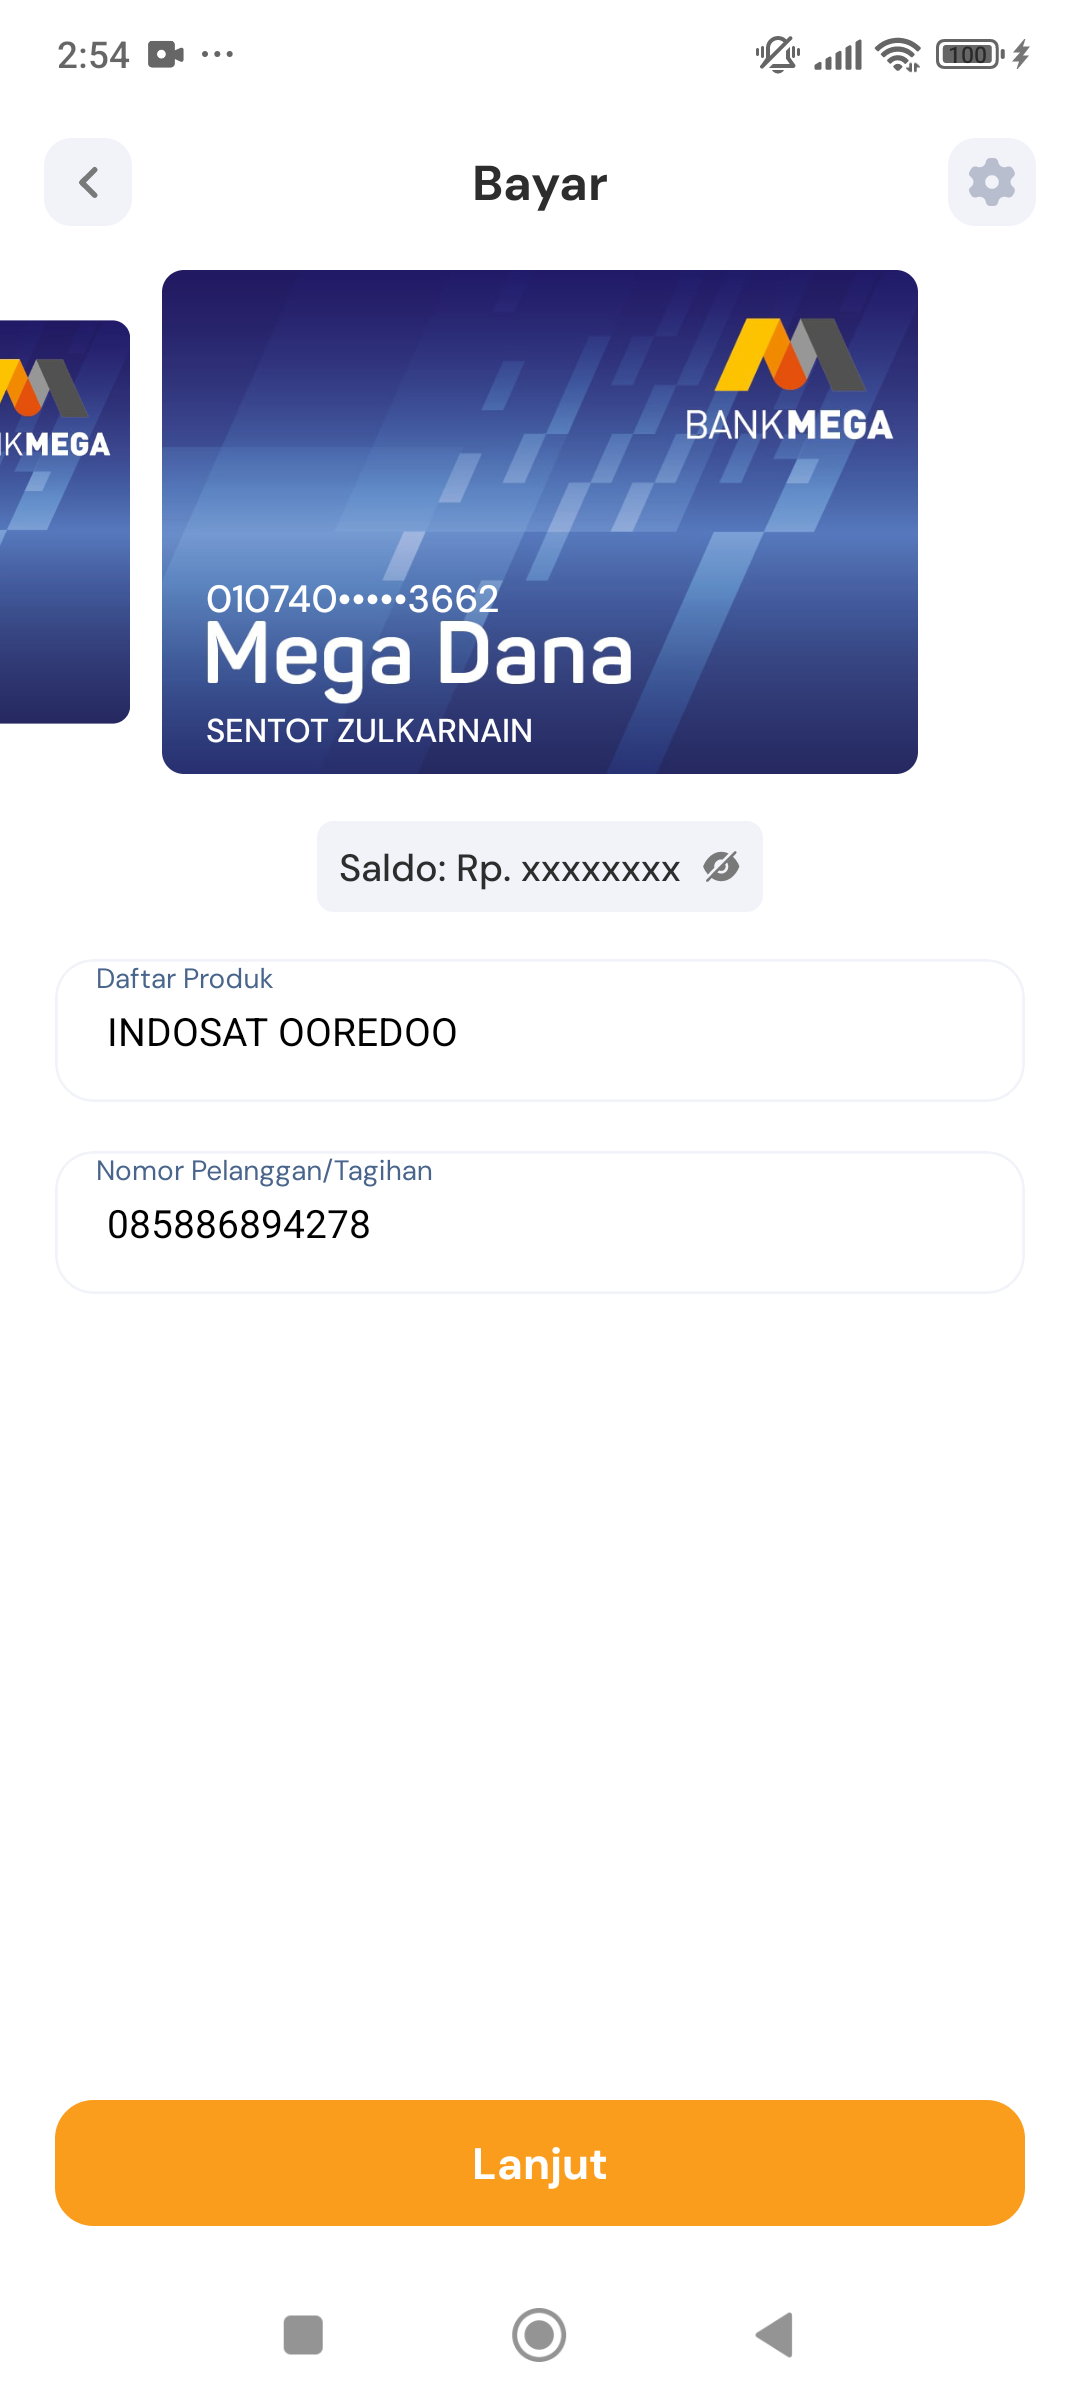 2:54
100
Bayar
BANKMEGA
NKMEGA
010740•••••3662
Mega Dana
SENTOT ZULKARNAIN
Saldo: Rp. xxxxxxxx
Daftar Produk
INDOSAT OOREDOO
Nomor Pelanggan/Tagihan
085886894278
Lanjut